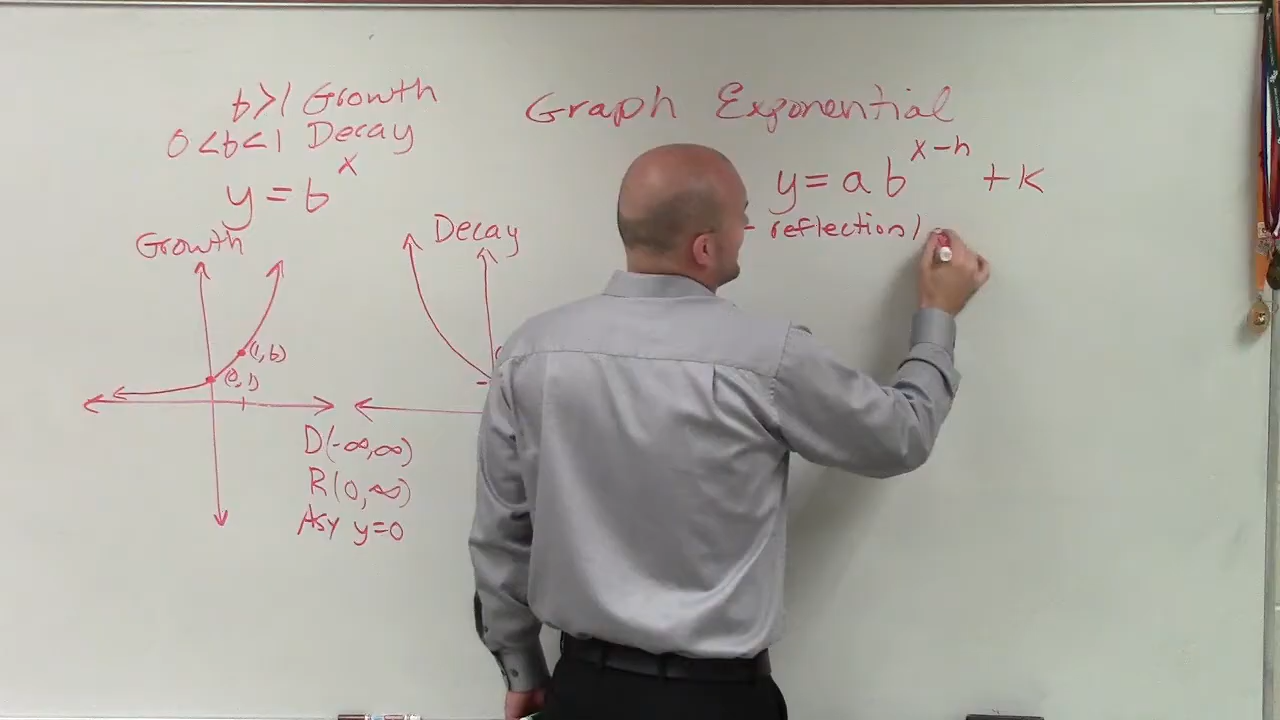 b>1 Growth
0<b<1 Decay
y=b^x
Growth
(1,b)
(0,1)
D(-∞,∞)
R(0,∞)
Asy y=0
Decay
Graph Exponential
y=ab^(x-h)+k
- reflection/